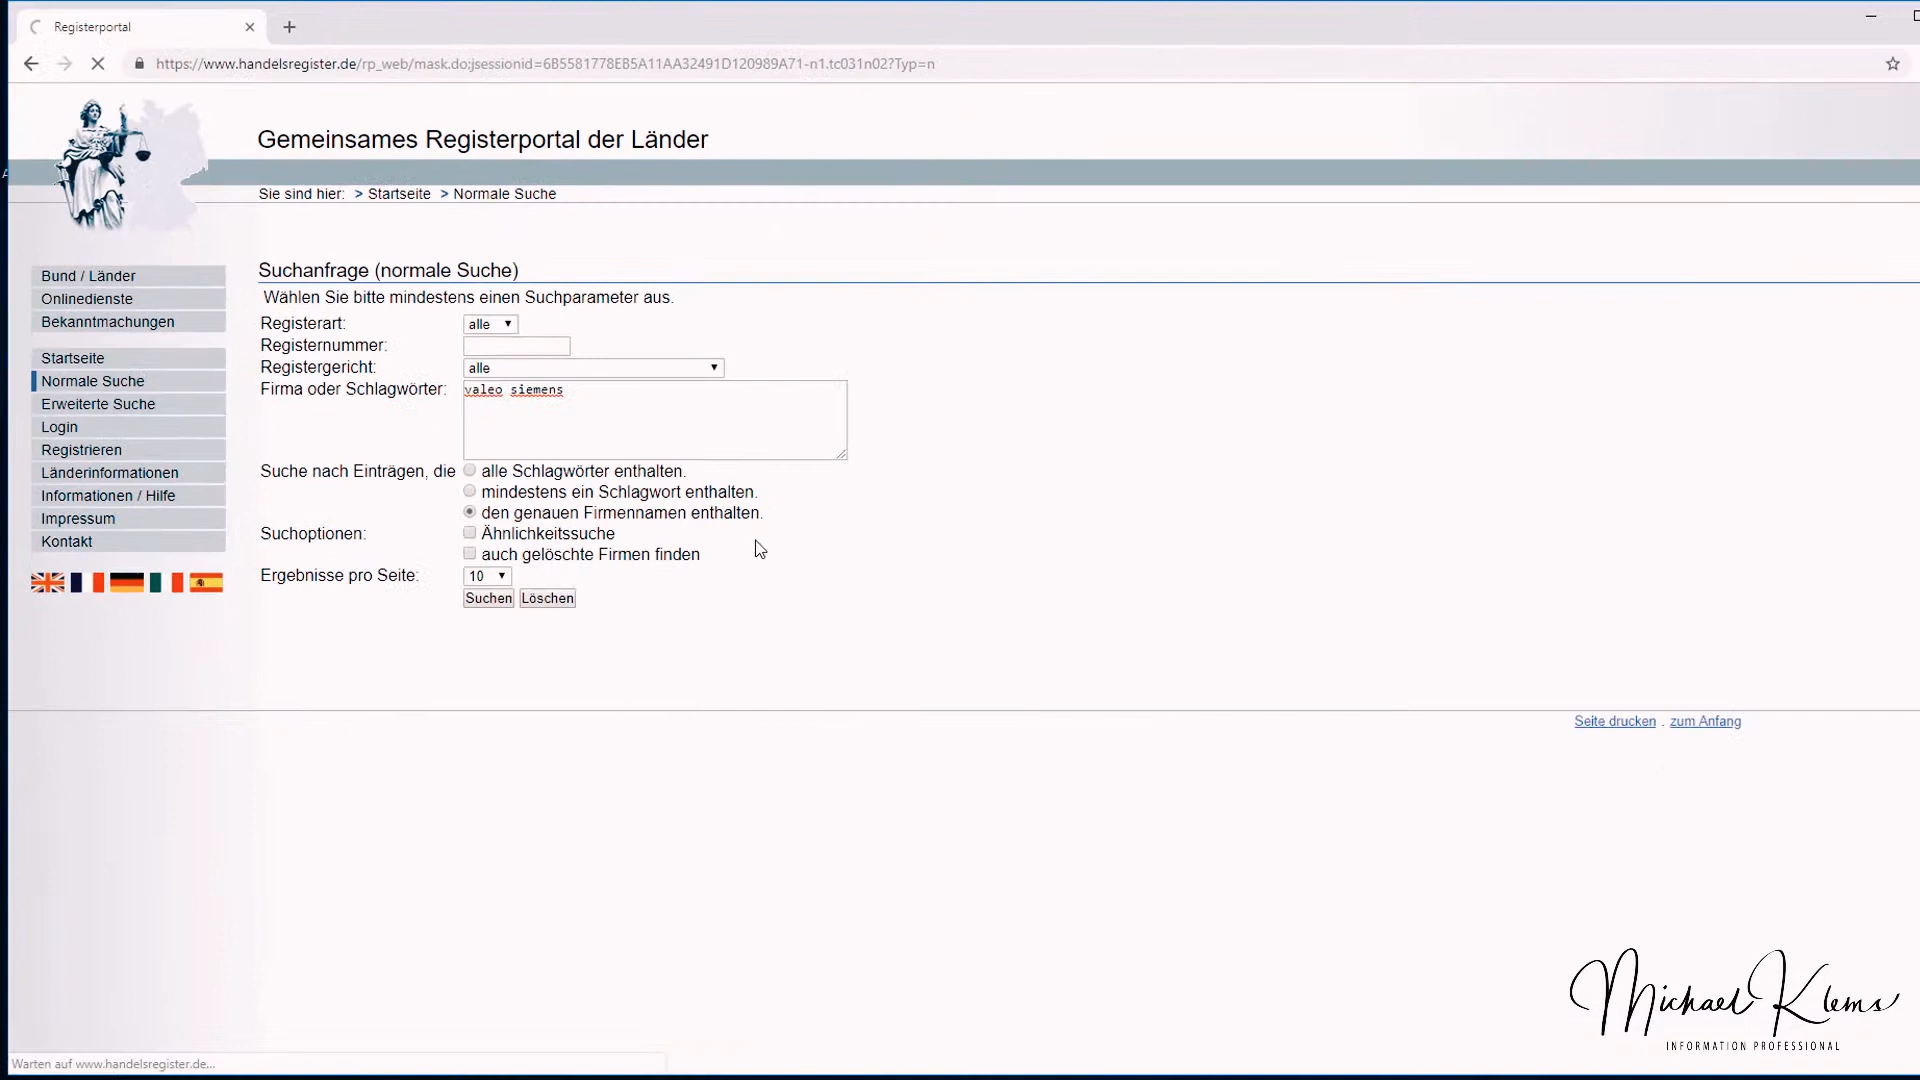 Registerportal
https://www.handelsregister.de/rp_web/mask.do;jsessionid=6B5581778EB5A11AA32491D120989A71-n1.tc031n02?Typ=n
Gemeinsames Registerportal der Länder
Sie sind hier: > Startseite > Normale Suche
Bund / Länder
Onlinedienste
Bekanntmachungen
Startseite
Normale Suche
Erweiterte Suche
Login
Registrieren
Länderinformationen
Informationen / Hilfe
Impressum
Kontakt
Suchanfrage (normale Suche)
Wählen Sie bitte mindestens einen Suchparameter aus.
Registerart: alle
Registernummer:
Registergericht: alle
Firma oder Schlagwörter: valeo siemens
Suche nach Einträgen, die alle Schlagwörter enthalten.
mindestens ein Schlagwort enthalten.
den genauen Firmennamen enthalten.
Suchoptionen: Ähnlichkeitssuche
auch gelöschte Firmen finden
Ergebnisse pro Seite: 10
Suchen Löschen
Seite drucken . zum Anfang
Michael Klems
INFORMATION PROFESSIONAL
Warten auf www.handelsregister.de...